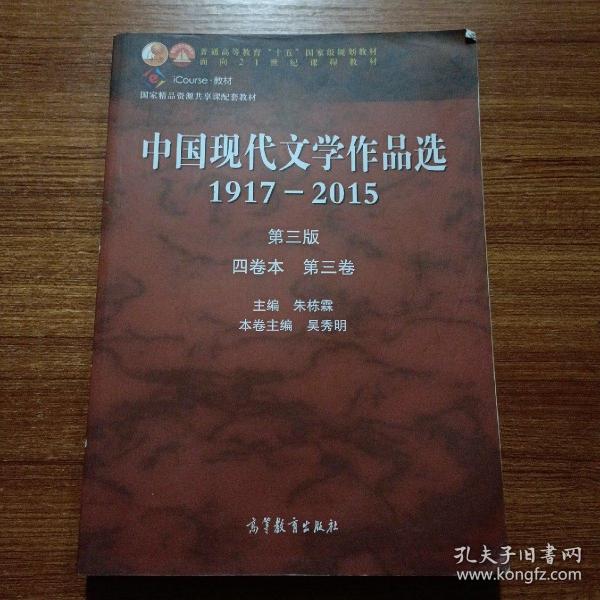 普通高等教育"十五"国家级规划教材
面向21世纪课程教材
iCourse·教材
国家精品资源共享课配套教材
中国现代文学作品选
1917－2015
第三版
四卷本 第三卷
主编 朱栋霖
本卷主编 吴秀明
高等教育出版社
孔夫子旧书网
www.kongfz.com